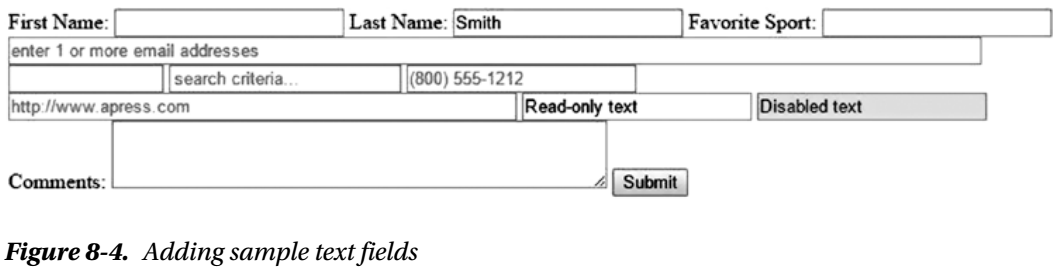 First Name: Last Name: Smith Favorite Sport:
enter 1 or more email addresses
search criteria... (800) 555-1212
http://www.apress.com Read-only text Disabled text
Comments: Submit
Figure 8-4. Adding sample text fields